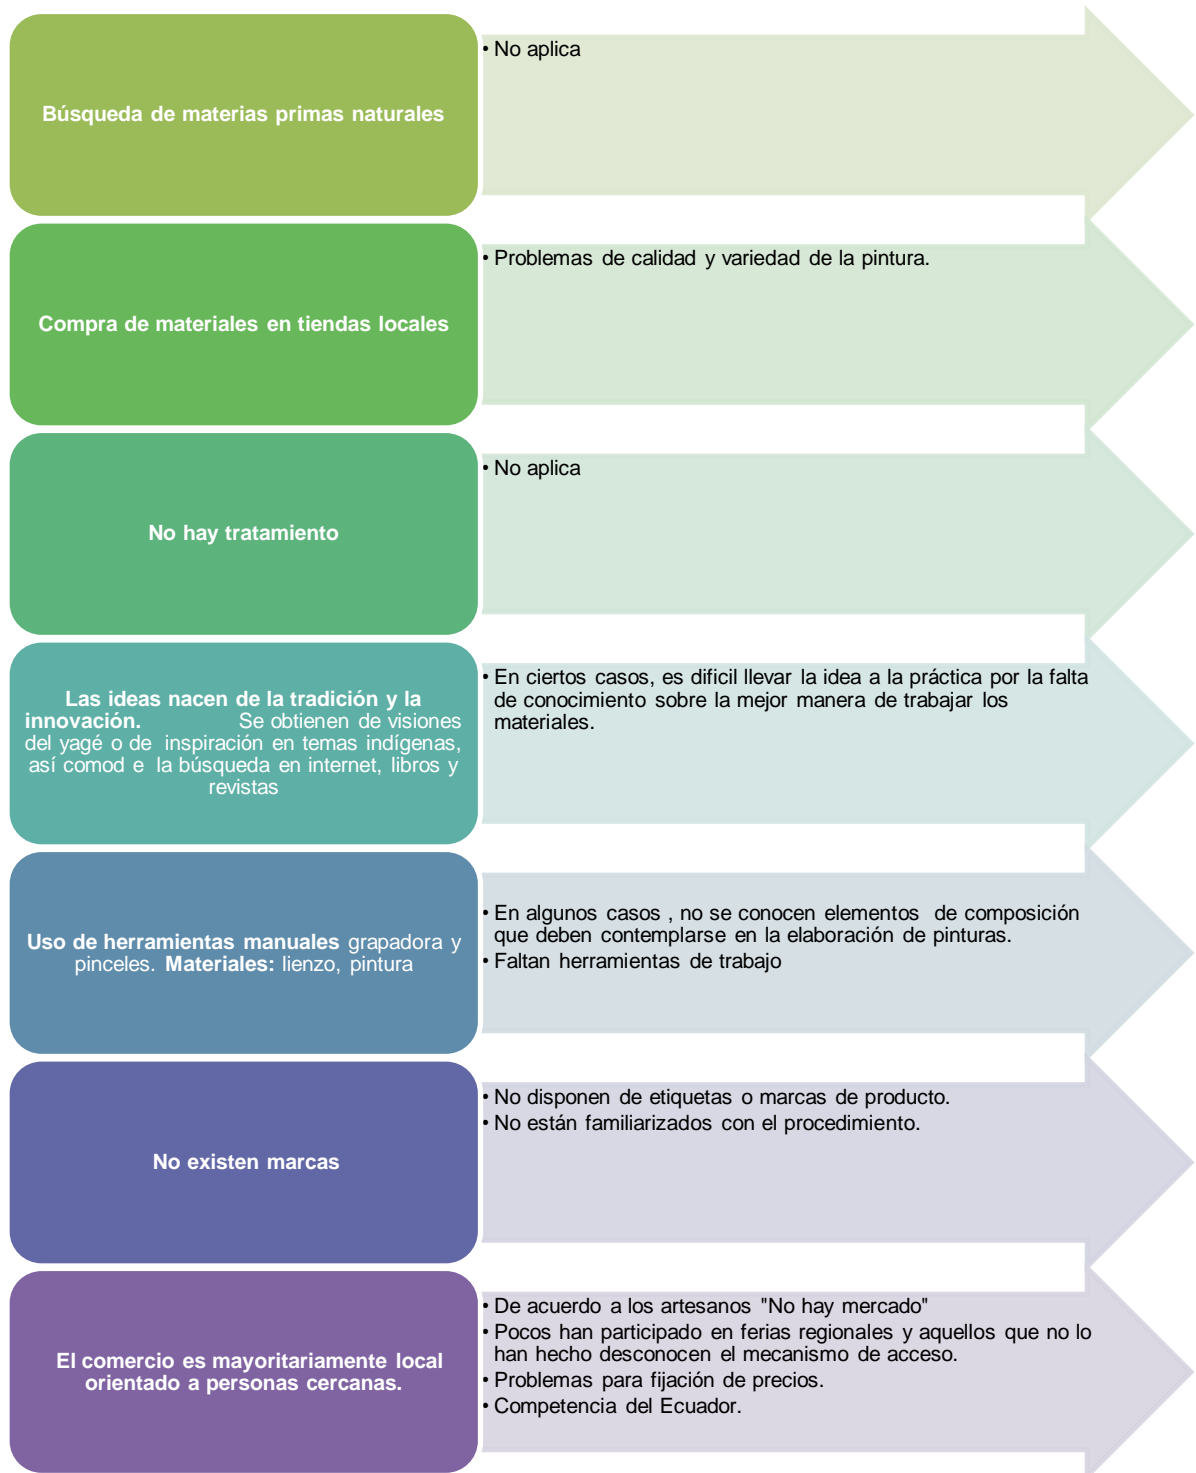 Búsqueda de materias primas naturales
• No aplica
Compra de materiales en tiendas locales
• Problemas de calidad y variedad de la pintura.
No hay tratamiento
• No aplica
Las ideas nacen de la tradición y la
innovación. Se obtienen de visiones
del yagé o de inspiración en temas indígenas,
así comod e la búsqueda en internet, libros y
revistas
• En ciertos casos, es dificil llevar la idea a la práctica por la falta
de conocimiento sobre la mejor manera de trabajar los
materiales.
Uso de herramientas manuales grapadora y
pinceles. Materiales: lienzo, pintura
• En algunos casos , no se conocen elementos de composición
que deben contemplarse en la elaboración de pinturas.
• Faltan herramientas de trabajo
No existen marcas
• No disponen de etiquetas o marcas de producto.
• No están familiarizados con el procedimiento.
El comercio es mayoritariamente local
orientado a personas cercanas.
• De acuerdo a los artesanos "No hay mercado"
• Pocos han participado en ferias regionales y aquellos que no lo
han hecho desconocen el mecanismo de acceso.
• Problemas para fijación de precios.
• Competencia del Ecuador.